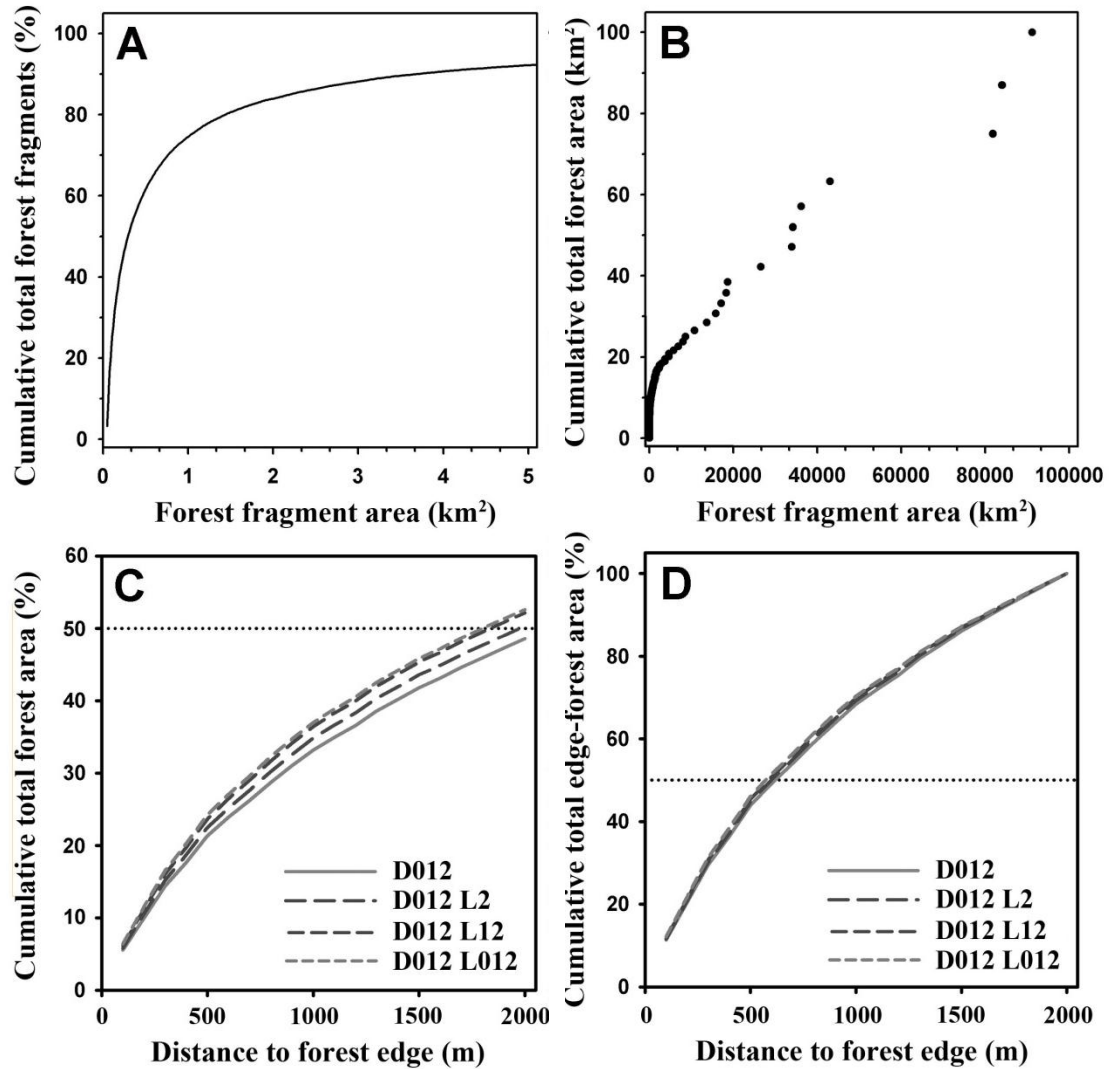 A
Cumulative total forest fragments (%)
100
80
60
40
20
0
0 1 2 3 4 5
Forest fragment area (km²)
B
Cumulative total forest area (km²)
100
80
60
40
20
0
0 20000 40000 60000 80000 100000
Forest fragment area (km²)
C
Cumulative total forest area (%)
60
50
40
30
20
10
0
D012
D012 L2
D012 L12
D012 L012
0 500 1000 1500 2000
Distance to forest edge (m)
D
Cumulative total edge-forest area (%)
100
80
60
40
20
0
D012
D012 L2
D012 L12
D012 L012
0 500 1000 1500 2000
Distance to forest edge (m)